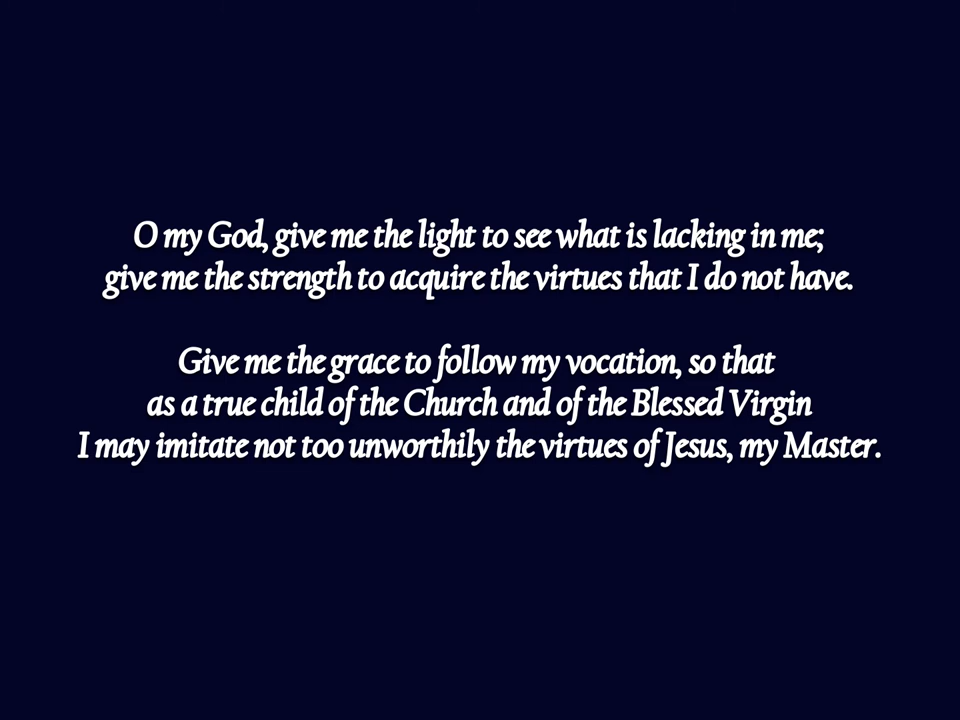 O my God, give me the light to see what is lacking in me;
give me the strength to acquire the virtues that I do not have.
Give me the grace to follow my vocation, so that
as a true child of the Church and of the Blessed Virgin
I may imitate not too unworthily the virtues of Jesus, my Master.